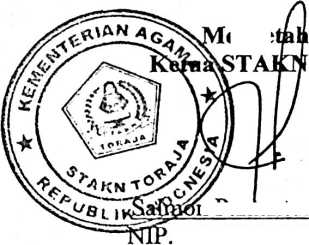 Ketua STAKN
KEMENTERIAN AGAMA
TORAJA
STAKN TORAJA
REPUBLIK INDONESIA
NIP.